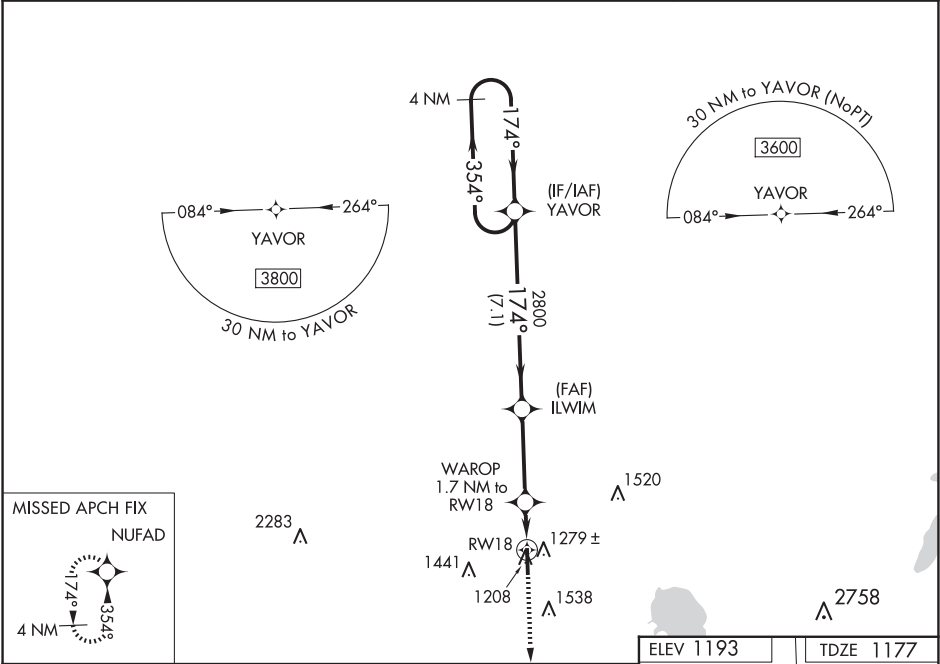 4 NM
174°
354°
(IF/IAF)
YAVOR
30 NM to YAVOR (NoPT)
3600
YAVOR
084°
264°
084°
264°
YAVOR
3800
30 NM to YAVOR
2800
174°
(7.1)
(FAF)
ILWIM
WAROP
1.7 NM to
RW18
1520
2283
RW18
1279 ±
1441
1208
1538
2758
MISSED APCH FIX
NUFAD
174°
354°
4 NM
ELEV 1193
TDZE 1177